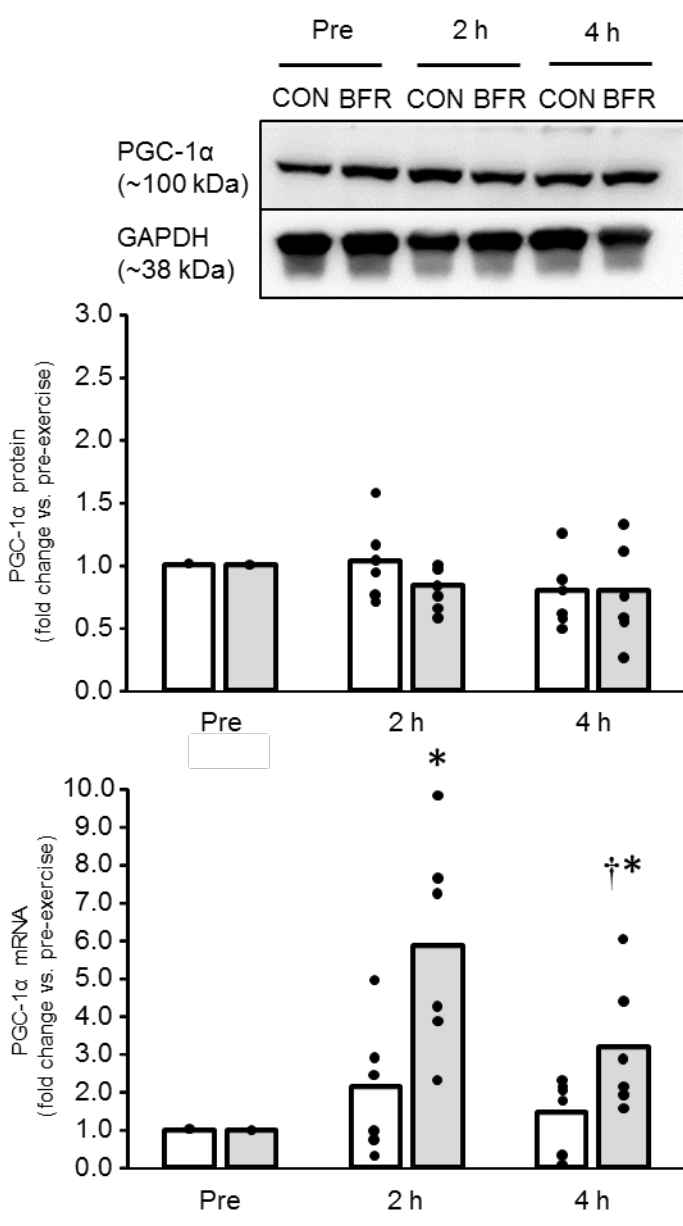 Pre 2 h 4 h
CON BFR CON BFR CON BFR
PGC-1α
(~100 kDa)
GAPDH
(~38 kDa)
PGC-1α protein
(fold change vs. pre-exercise)
3.0
2.5
2.0
1.5
1.0
0.5
0.0
Pre 2 h 4 h
PGC-1α mRNA
(fold change vs. pre-exercise)
10.0
9.0
8.0
7.0
6.0
5.0
4.0
3.0
2.0
1.0
0.0
*
†*
Pre 2 h 4 h